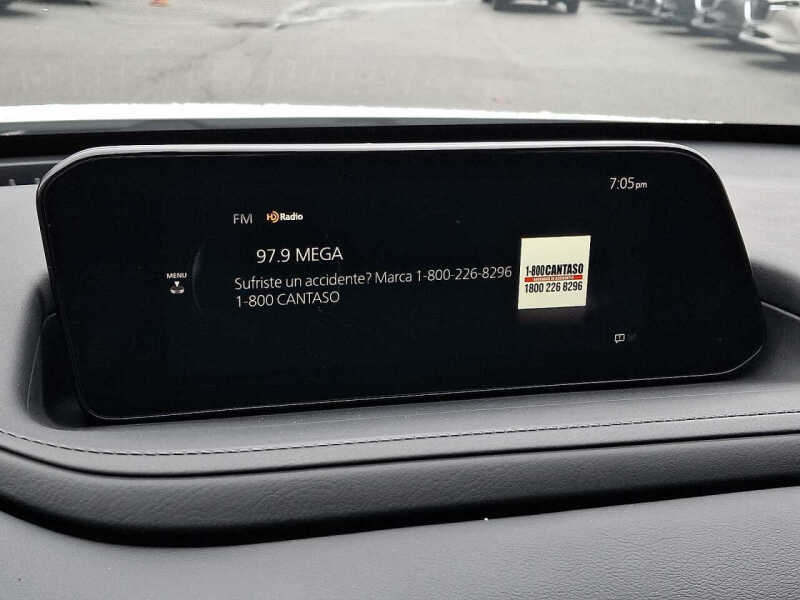 7:05pm
FM HD Radio
97.9 MEGA
MENU
Sufriste un accidente? Marca 1-800-226-8296
1-800 CANTASO
1-800CANTASO
1800 226 8296